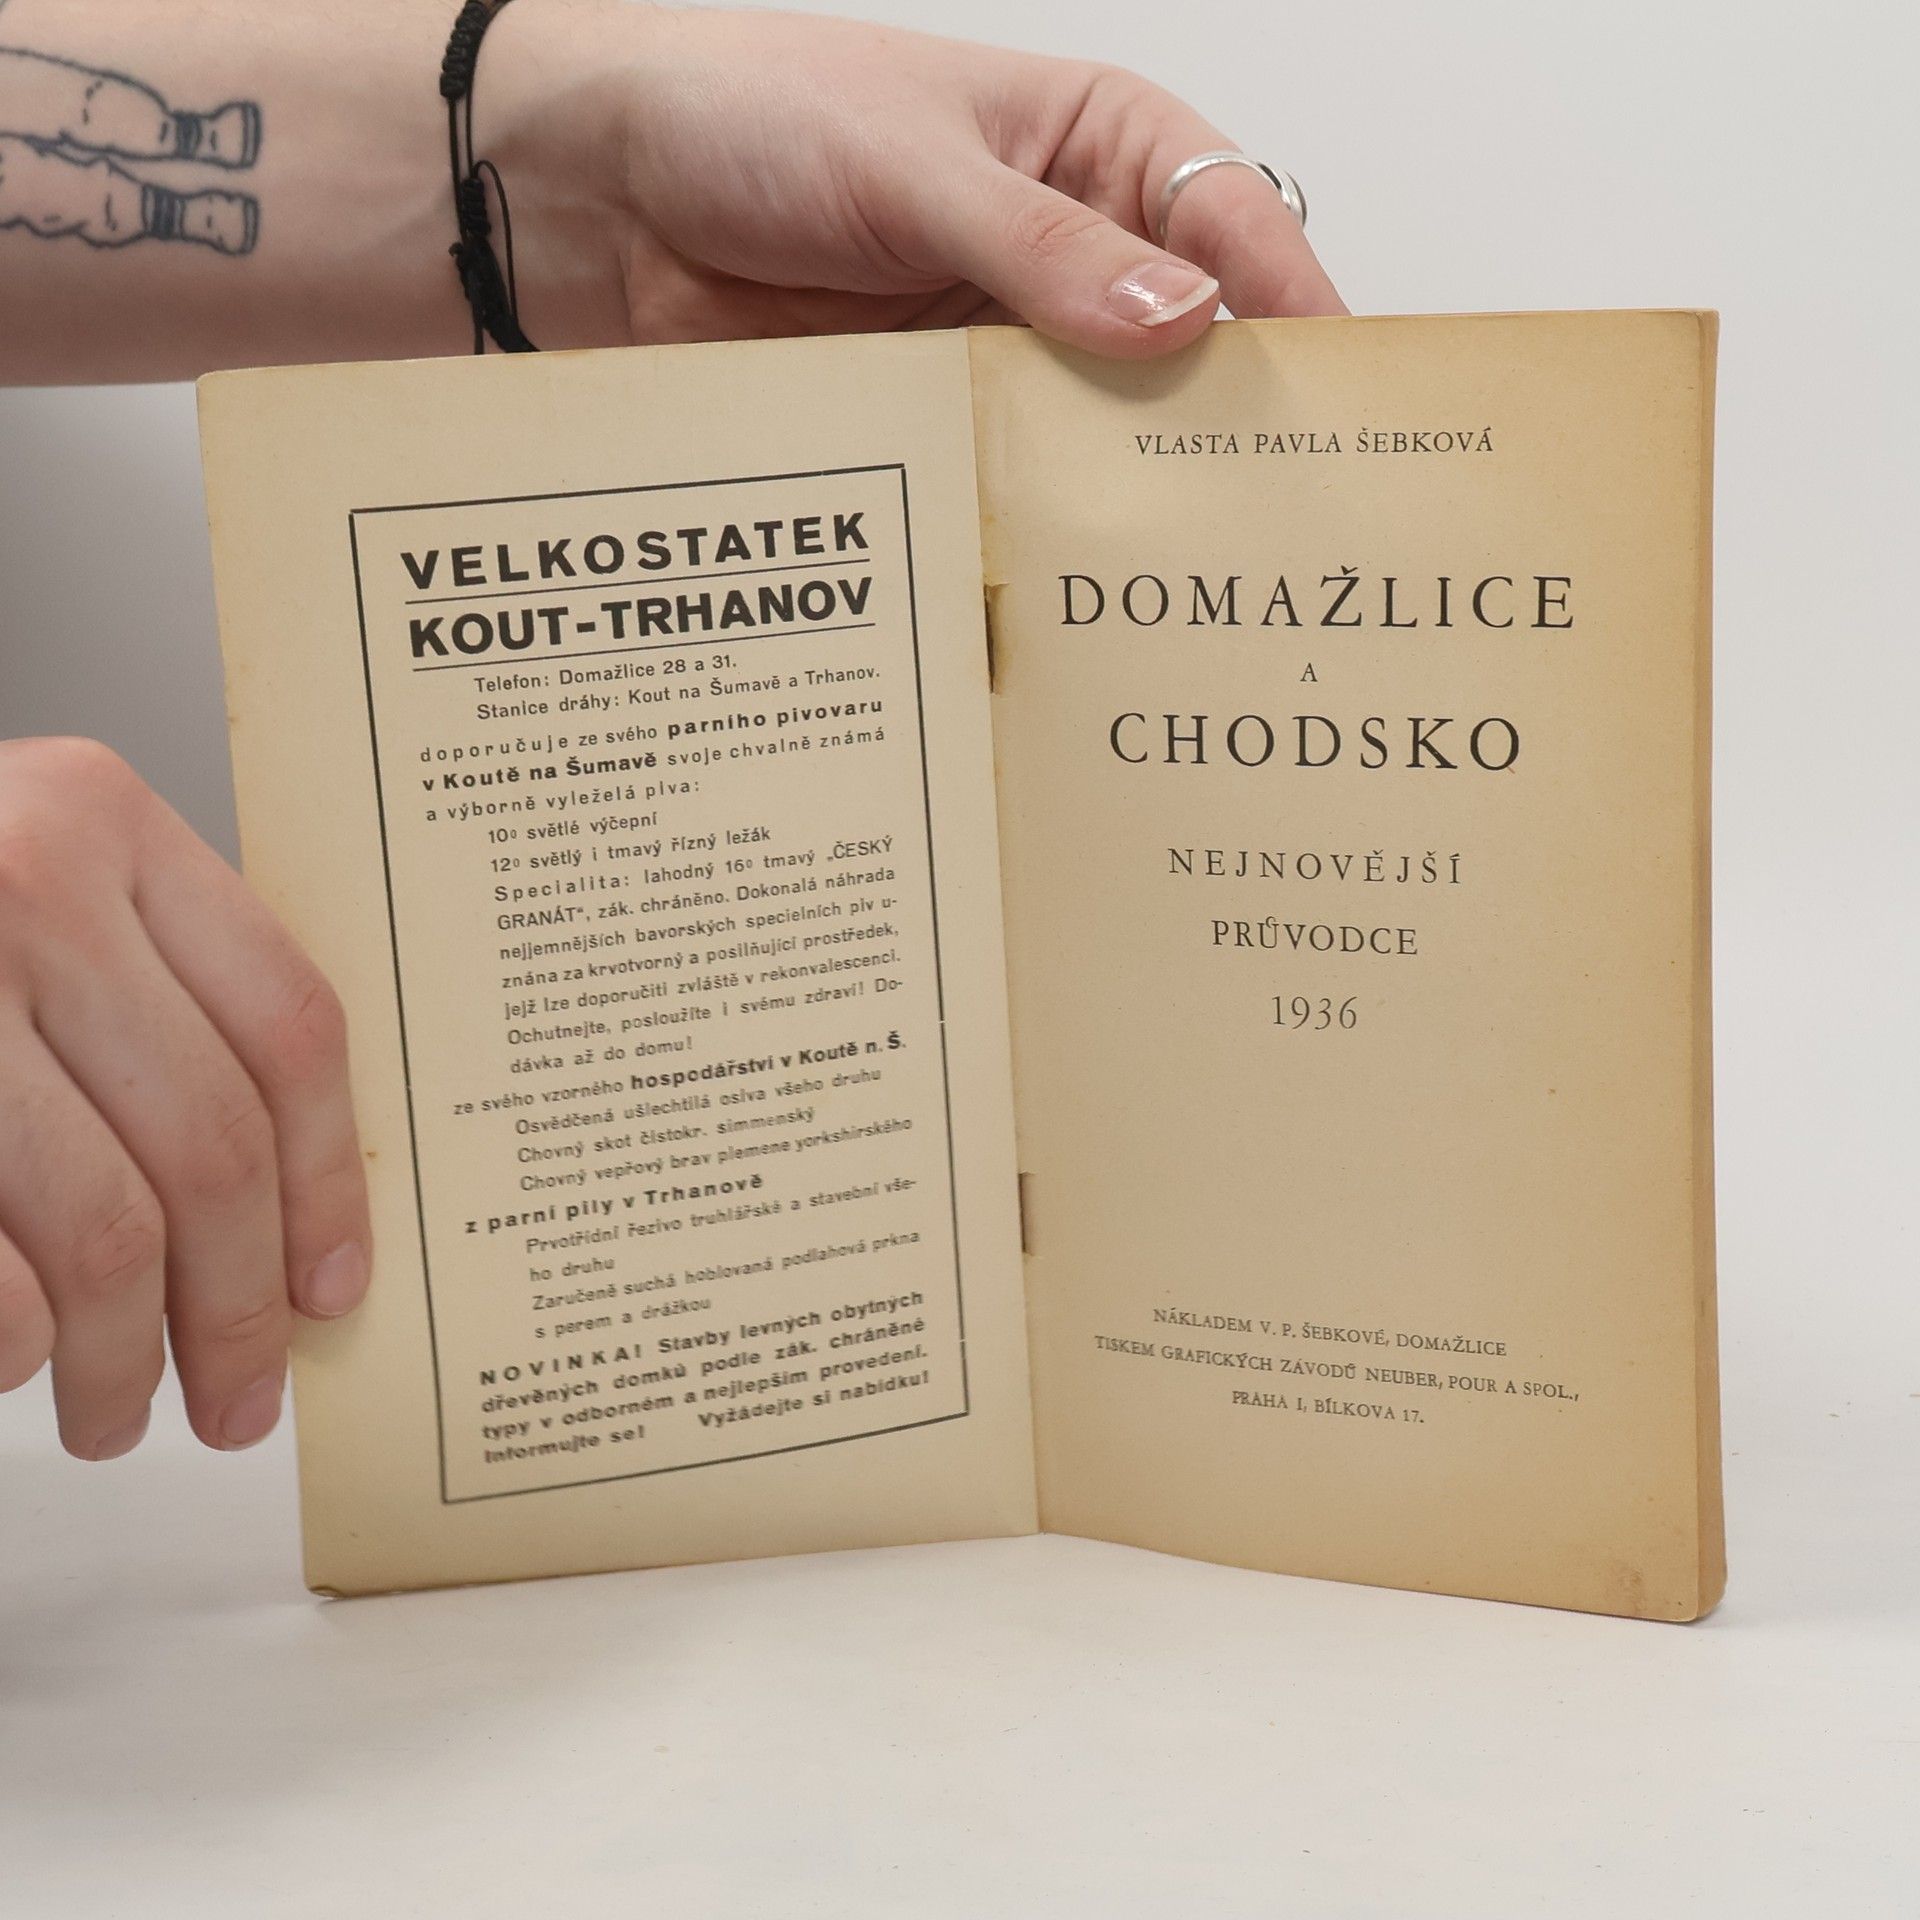 VELKOSTATEK
KOUT-TRHANOV
Telefon: Domažlice 28 a 31.
Stanice dráhy: Kout na Šumavě a Trhanov.
doporučuje ze svého parního pivovaru
v Koutě na Šumavě svoje chvalně známá
a výborně vyleželá piva:
10º světlé výčepní
12º světlý i tmavý řízný ležák
Specialita: lahodný 16º tmavý „ČESKÝ
GRANÁT“, zák. chráněno. Dokonalá náhrada
nejjemnějších bavorských specielních piv u-
znána za krvotvorný a posilňující prostředek,
jejž lze doporučiti zvláště v rekonvalescenci.
Ochutnejte, posloužíte i svému zdraví! Do-
dávka až do domu!
ze svého vzorného hospodářství v Koutě n. Š.
Osvědčená ušlechtilá osiva všeho druhu
Chovný skot čistokr. simmenský
Chovný vepřový brav plemene yorkshirského
z parní pily v Trhanově
Prvotřídní řezivo truhlářské a stavební vše-
ho druhu
Zaručeně suchá hoblovaná podlahová prkna
s perem a drážkou
NOVINKA! Stavby levných obytných
dřevěných domků podle zák. chráněné
typy v odborném a nejlepším provedení.
Informujte se! Vyžádejte si nabídku!
VLASTA PAVLA ŠEBKOVÁ
DOMAŽLICE
A
CHODSKO
NEJNOVĚJŠÍ
PRŮVODCE
1936
NÁKLADEM V. P. ŠEBKOVÉ, DOMAŽLICE
TISKEM GRAFICKÝCH ZÁVODŮ NEUBER, POUR A SPOL.,
PRAHA I, BÍLKOVA 17.